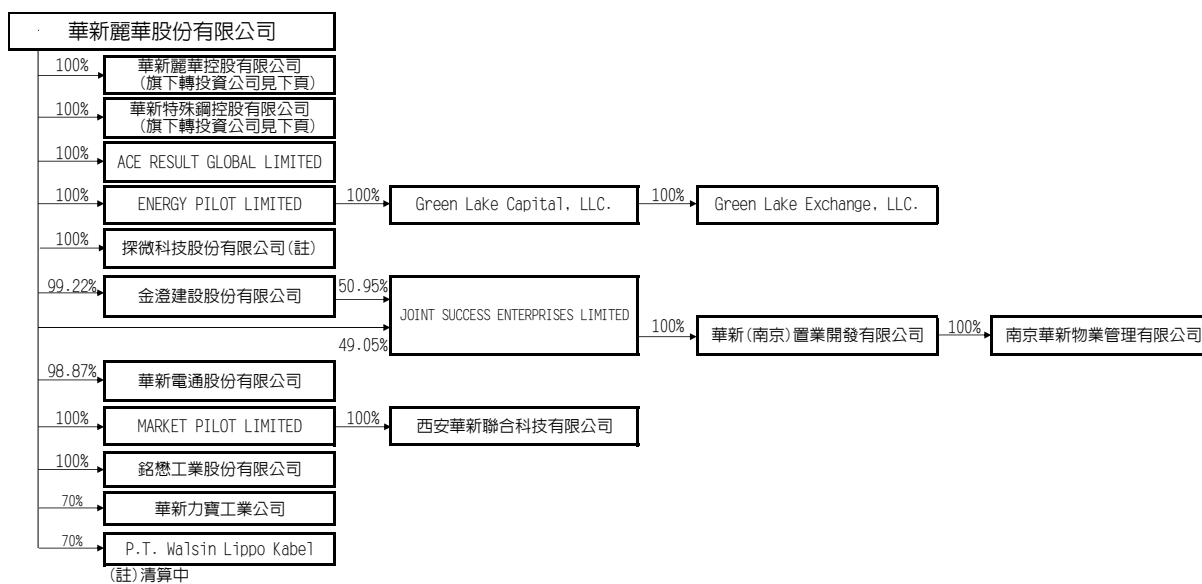 華新麗華股份有限公司
100%
華新麗華控股有限公司
(旗下轉投資公司見下頁)
100%
華新特殊鋼控股有限公司
(旗下轉投資公司見下頁)
100%
ACE RESULT GLOBAL LIMITED
100%
ENERGY PILOT LIMITED
100%
Green Lake Capital, LLC.
100%
Green Lake Exchange, LLC.
100%
探微科技股份有限公司(註)
99.22%
金澄建設股份有限公司
50.95%
JOINT SUCCESS ENTERPRISES LIMITED
49.05%
100%
華新(南京)置業開發有限公司
100%
南京華新物業管理有限公司
98.87%
華新電通股份有限公司
100%
MARKET PILOT LIMITED
100%
西安華新聯合科技有限公司
100%
銘懋工業股份有限公司
70%
華新力寶工業公司
70%
P.T. Walsin Lippo Kabel
(註)清算中